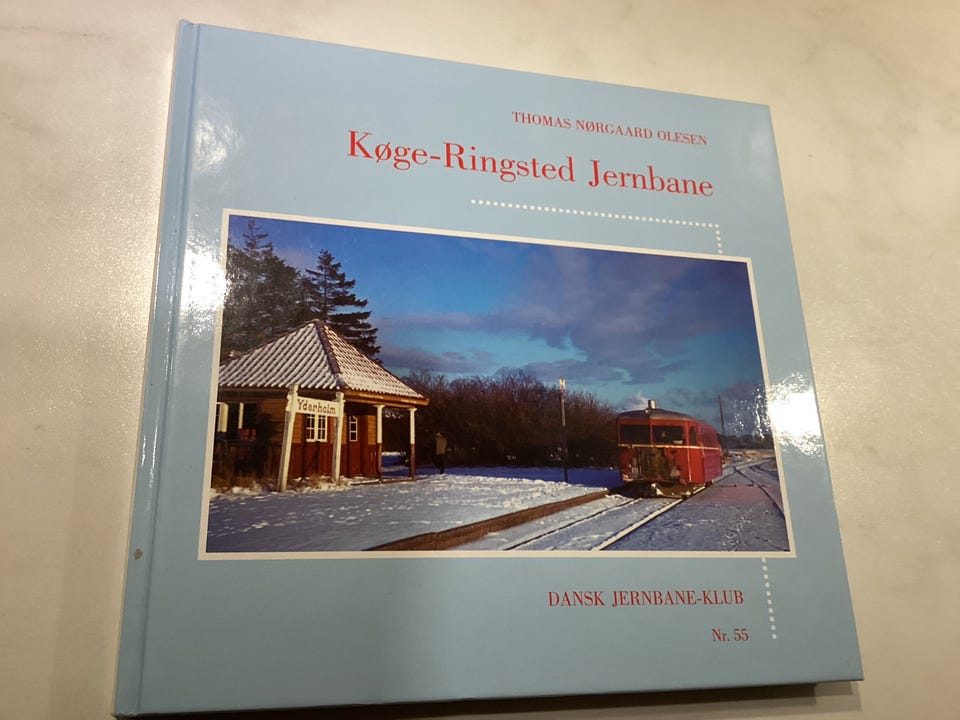 THOMAS NØRGAARD OLESEN
Køge-Ringsted Jernbane
Yderholm
DANSK JERNBANE-KLUB
Nr. 55